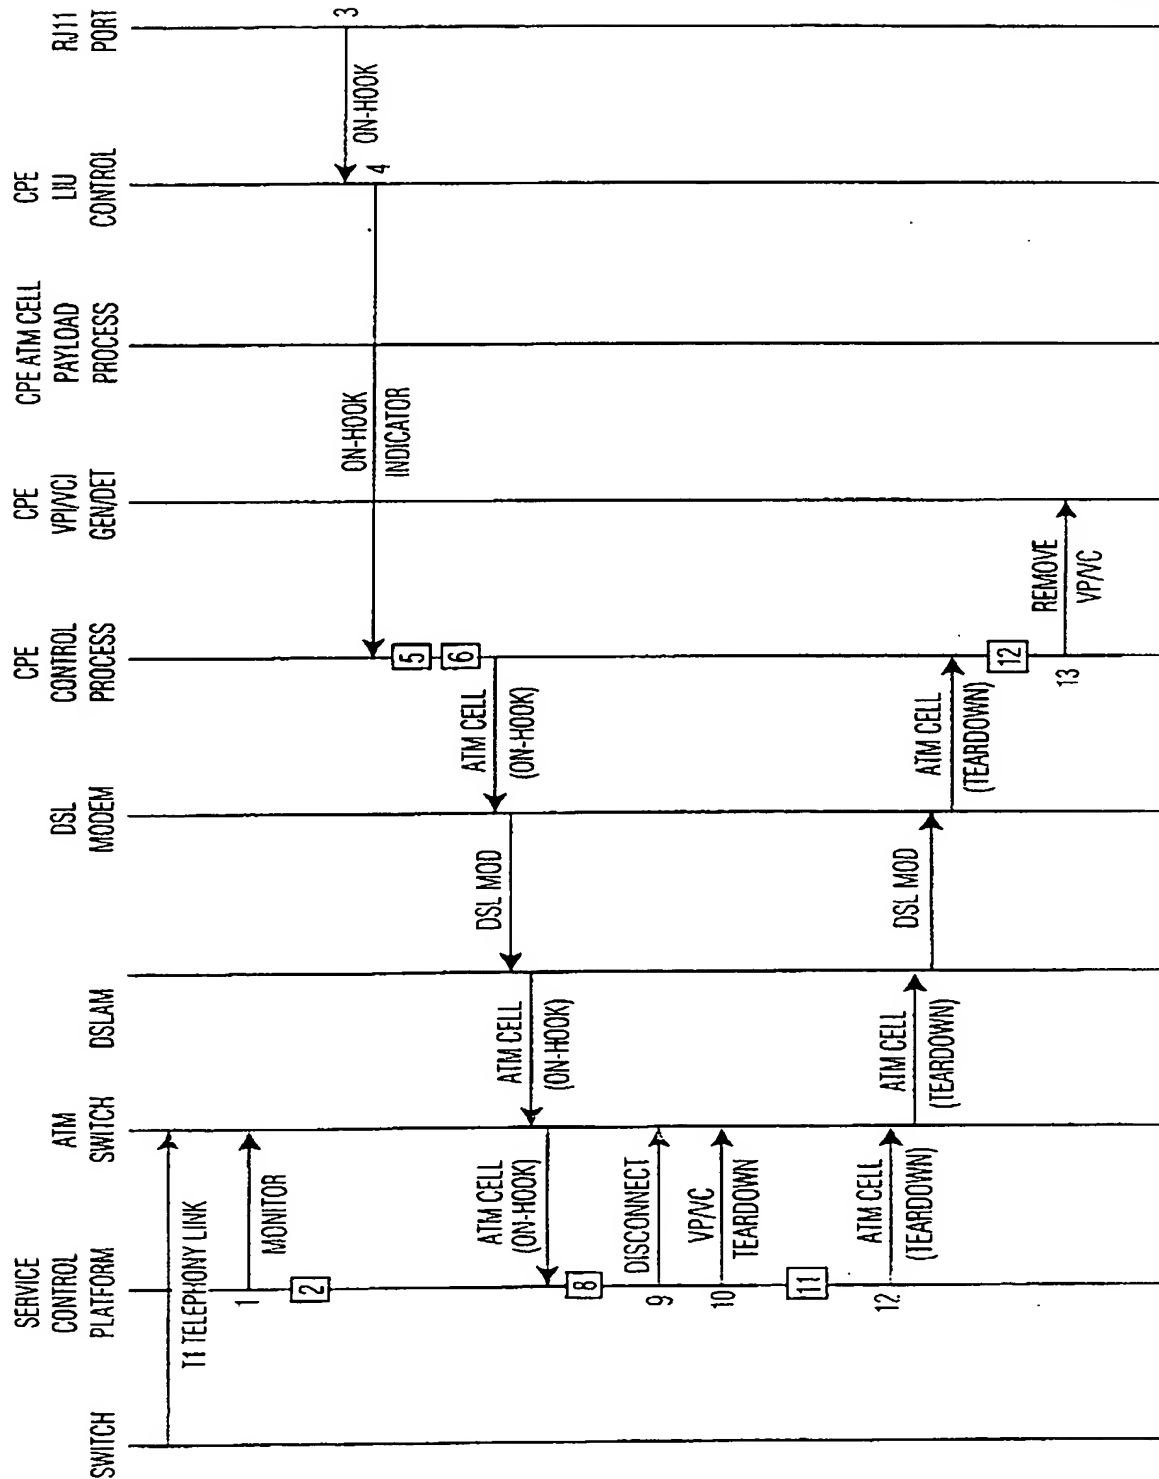 SWITCH
SERVICE
CONTROL
PLATFORM
ATM
SWITCH
DSLAM
DSL
MODEM
CPE
CONTROL
PROCESS
CPE
VPI/VCI
GEN/DET
CPE ATM CELL
PAYLOAD
PROCESS
CPE
LIU
CONTROL
RJ11
PORT
T1 TELEPHONY LINK
1
MONITOR
2
3
ON-HOOK
4
ON-HOOK
INDICATOR
5
6
ATM CELL
(ON-HOOK)
DSL MOD
ATM CELL
(ON-HOOK)
ATM CELL
(ON-HOOK)
8
9
DISCONNECT
10
VP/VC
TEARDOWN
11
12
ATM CELL
(TEARDOWN)
ATM CELL
(TEARDOWN)
DSL MOD
ATM CELL
(TEARDOWN)
12
13
REMOVE
VP/VC